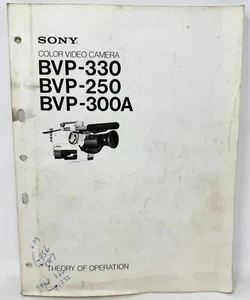 SONY
COLOR VIDEO CAMERA
BVP-330
BVP-250
BVP-300A
THEORY OF OPERATION